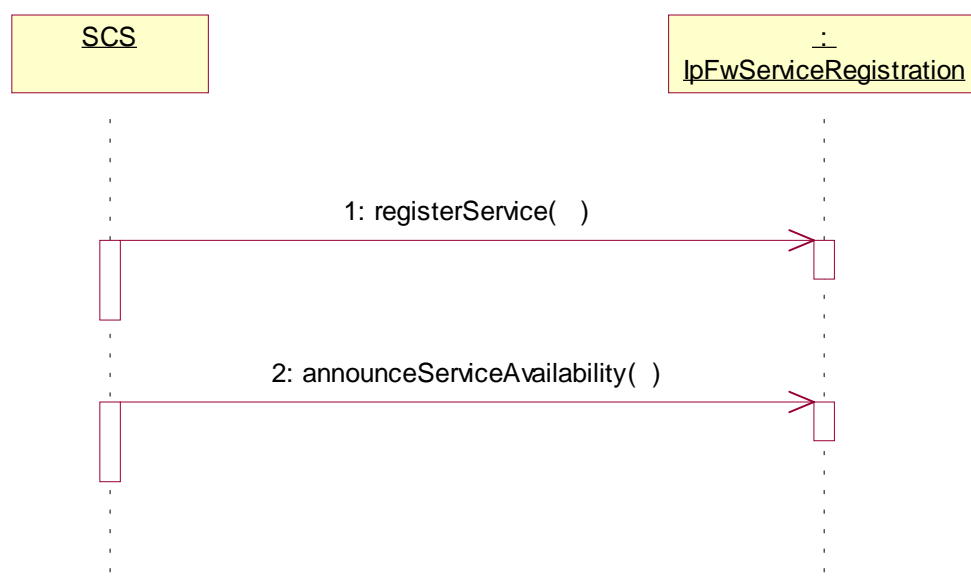 SCS
:
IpFwServiceRegistration
1: registerService(   )
2: announceServiceAvailability(  )